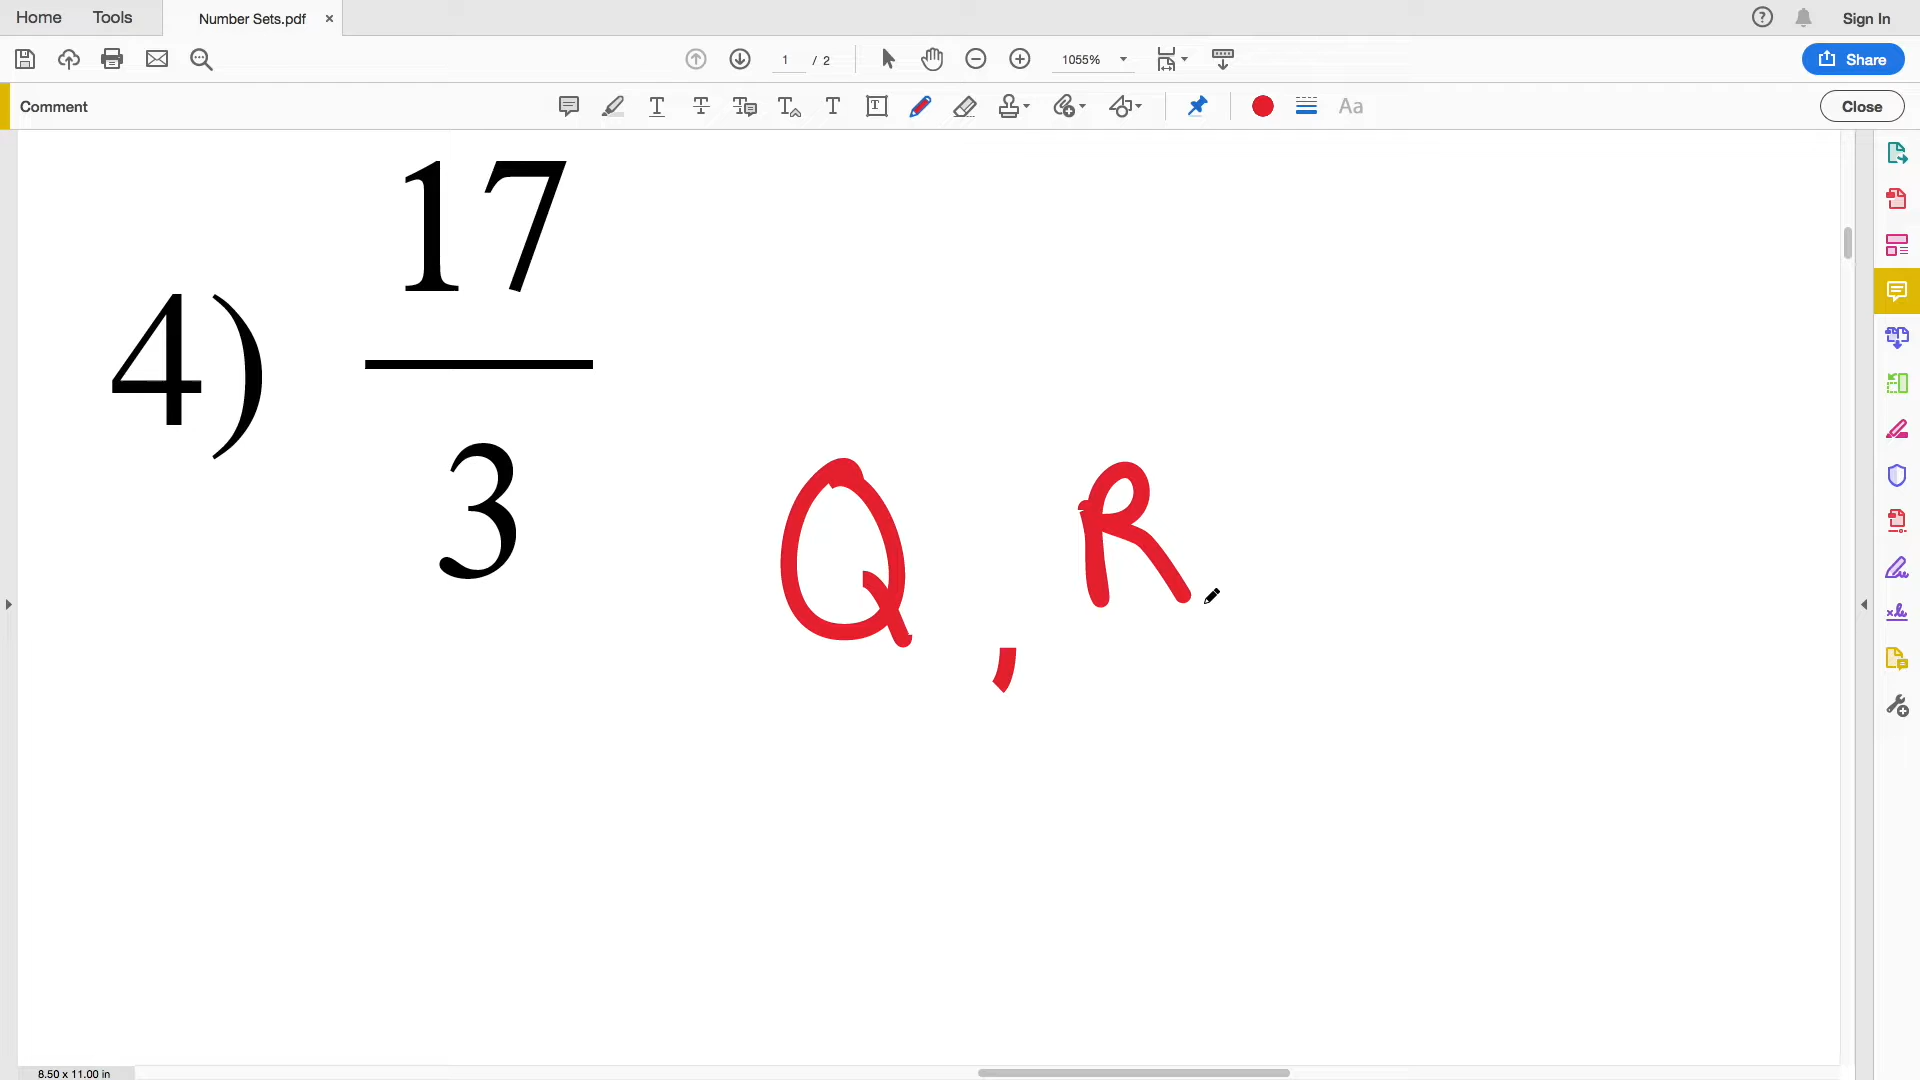 Home Tools Number Sets.pdf × Sign In
1 / 2 1055% Share
Comment Aa Close
17
4)
3
Q , R
8.50 x 11.00 in